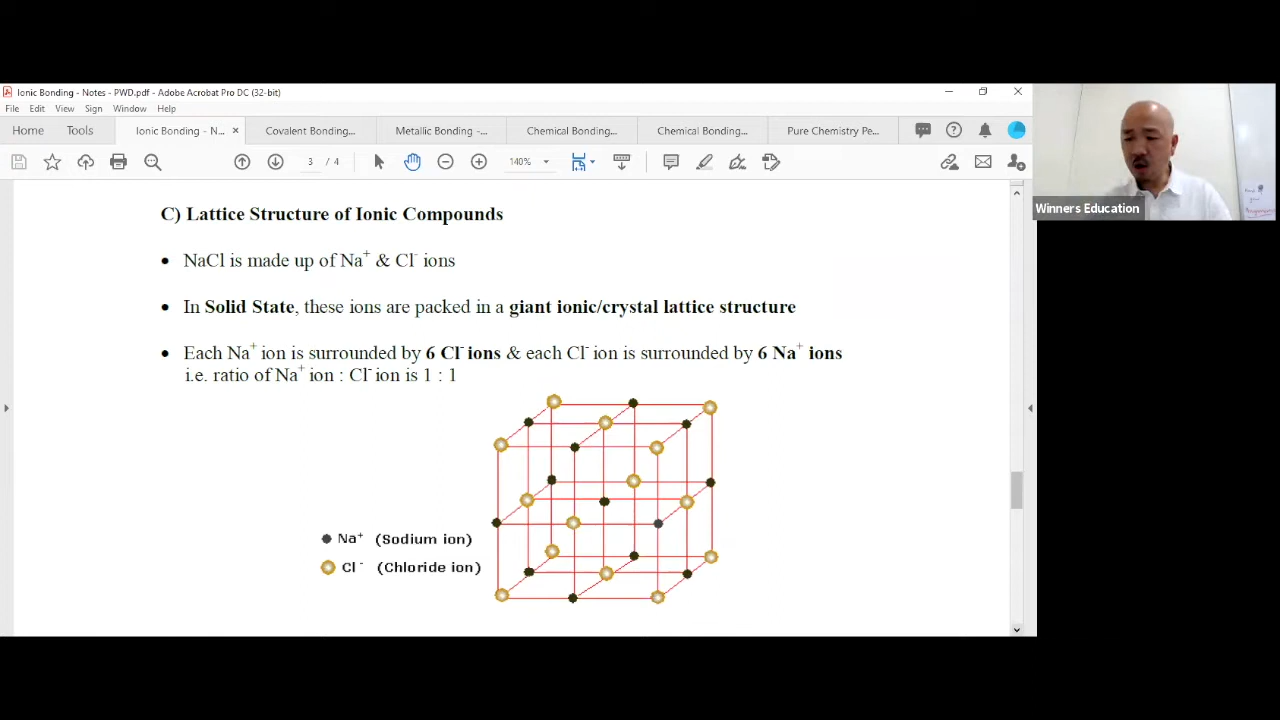 Ionic Bonding - Notes - PWD.pdf - Adobe Acrobat Pro DC (32-bit)
File Edit View Sign Window Help
Home Tools Ionic Bonding - N... × Covalent Bonding... Metallic Bonding -... Chemical Bonding... Chemical Bonding... Pure Chemistry Pe...
3 / 4 140%
Winners Education
C) Lattice Structure of Ionic Compounds
• NaCl is made up of Na⁺ & Cl⁻ ions
• In Solid State, these ions are packed in a giant ionic/crystal lattice structure
• Each Na⁺ ion is surrounded by 6 Cl⁻ ions & each Cl⁻ ion is surrounded by 6 Na⁺ ions
i.e. ratio of Na⁺ ion : Cl⁻ ion is 1 : 1
Na⁺ (Sodium ion)
Cl⁻ (Chloride ion)